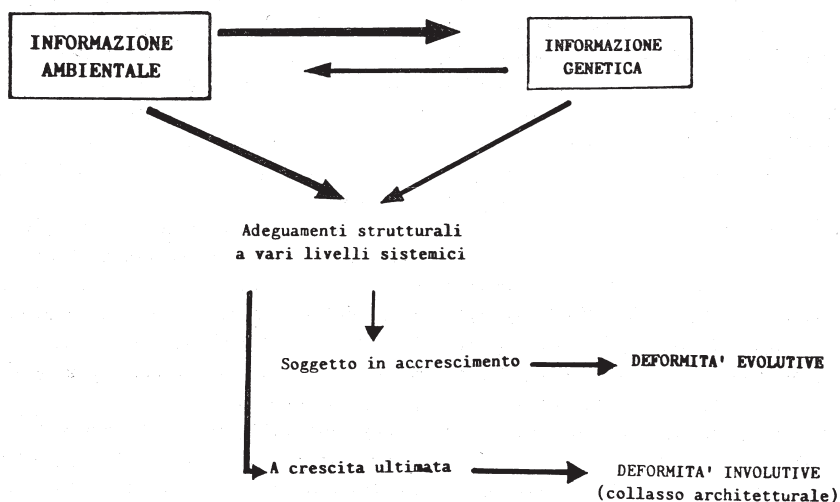 INFORMAZIONE
AMBIENTALE
INFORMAZIONE
GENETICA
Adeguamenti strutturali
a vari livelli sistemici
Soggetto in accrescimento
DEFORMITA' EVOLUTIVE
A crescita ultimata
DEFORMITA' INVOLUTIVE
(collasso architetturale)